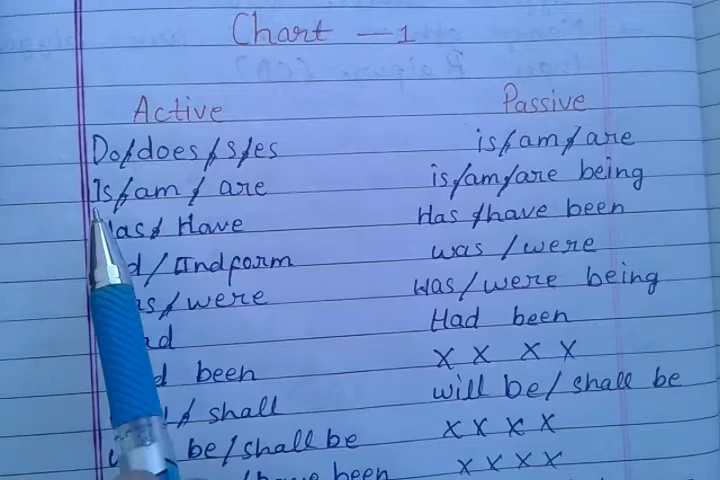 Chart - 1
Active Passive
Do/does/s/es is/am/are
Is/am/are is/am/are being
Have Has/have been
/IIndform was/were
/were Was/were being
Had been
been x x x x
/shall will be/shall be
be/shall be x x x x
been x x x x